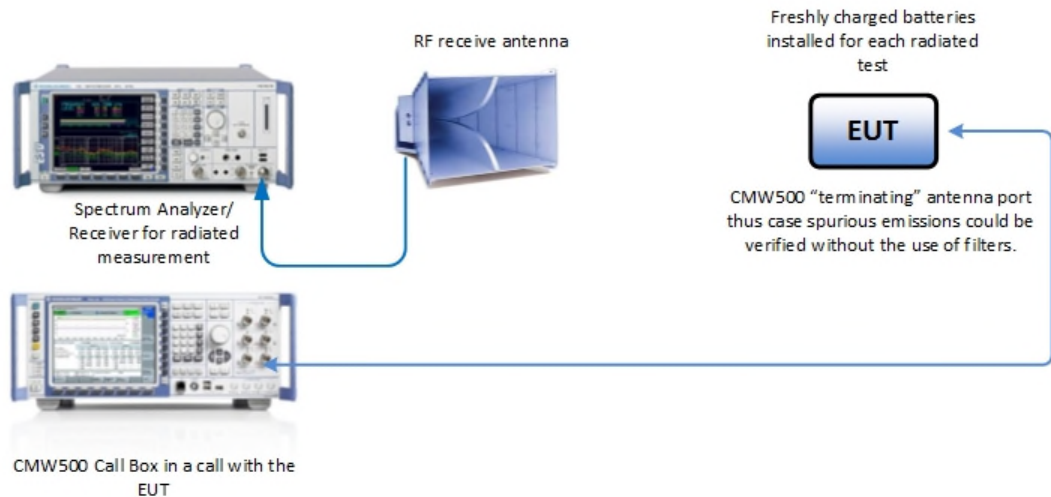 Freshly charged batteries
installed for each radiated
test
RF receive antenna
EUT
CMW500 “terminating” antenna port
thus case spurious emissions could be
verified without the use of filters.
Spectrum Analyzer/
Receiver for radiated
measurement
CMW500 Call Box in a call with the
EUT